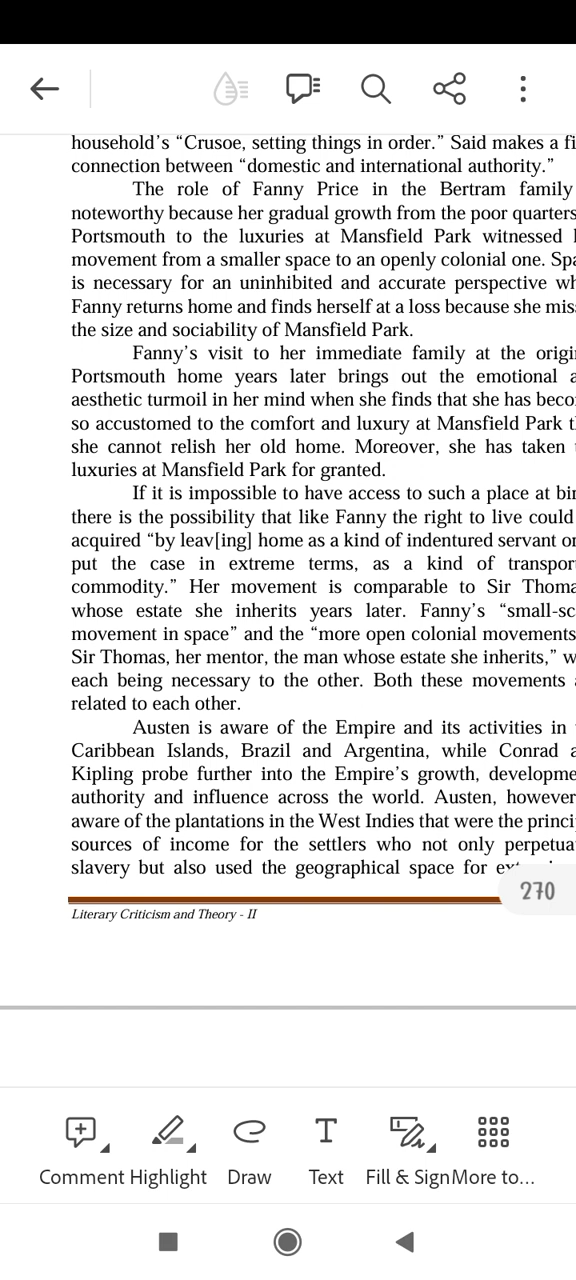 household’s “Crusoe, setting things in order.” Said makes a fi
connection between “domestic and international authority.”
The role of Fanny Price in the Bertram family
noteworthy because her gradual growth from the poor quarters
Portsmouth to the luxuries at Mansfield Park witnessed
movement from a smaller space to an openly colonial one. Spa
is necessary for an uninhibited and accurate perspective wh
Fanny returns home and finds herself at a loss because she mis
the size and sociability of Mansfield Park.
Fanny’s visit to her immediate family at the origi
Portsmouth home years later brings out the emotional a
aesthetic turmoil in her mind when she finds that she has beco
so accustomed to the comfort and luxury at Mansfield Park t
she cannot relish her old home. Moreover, she has taken
luxuries at Mansfield Park for granted.
If it is impossible to have access to such a place at bir
there is the possibility that like Fanny the right to live could
acquired “by leav[ing] home as a kind of indentured servant or
put the case in extreme terms, as a kind of transpor
commodity.” Her movement is comparable to Sir Thoma
whose estate she inherits years later. Fanny’s “small-sc
movement in space” and the “more open colonial movements
Sir Thomas, her mentor, the man whose estate she inherits,” w
each being necessary to the other. Both these movements a
related to each other.
Austen is aware of the Empire and its activities in
Caribbean Islands, Brazil and Argentina, while Conrad a
Kipling probe further into the Empire’s growth, developme
authority and influence across the world. Austen, however
aware of the plantations in the West Indies that were the princi
sources of income for the settlers who not only perpetua
slavery but also used the geographical space for
270
Literary Criticism and Theory - II
Comment Highlight Draw Text Fill & Sign More to...